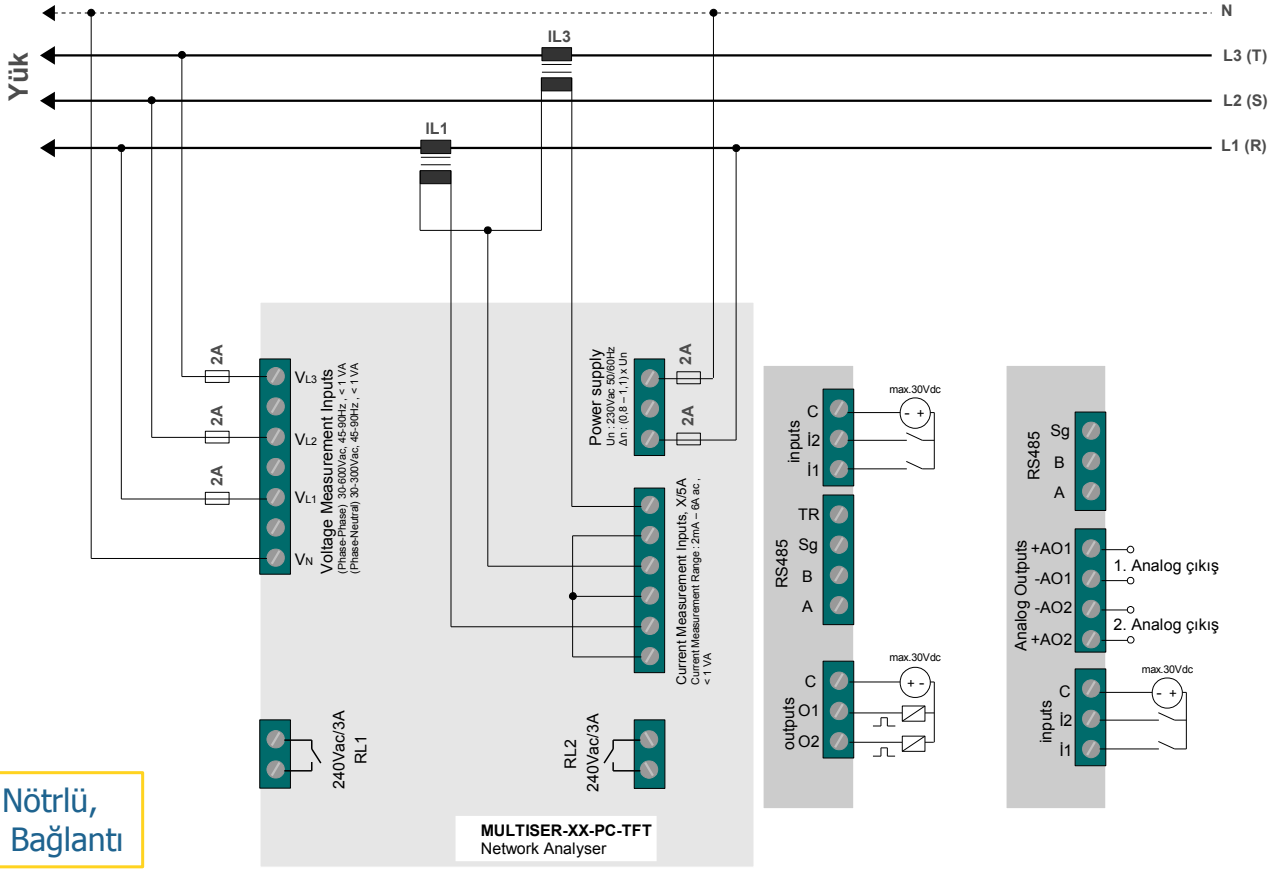 N
L3 (T)
L2 (S)
L1 (R)
Yük
IL3
IL1
2A
2A
2A
VL3
VL2
VL1
VN
Voltage Measurement Inputs
(Phase-Phase) 30-600Vac, 45-90Hz , < 1 VA
(Phase-Neutral) 30-300Vac, 45-90Hz , < 1 VA
Power supply
Un : 230Vac 50/60Hz
Δn : (0,8 – 1,1) x Un
2A
2A
Current Measurement Inputs, X/5A
Current Measurement Range : 2mA – 6A ac ,
< 1 VA
240Vac/3A
RL1
RL2
240Vac/3A
MULTISER-XX-PC-TFT
Network Analyser
inputs
C
İ2
İ1
max.30Vdc
- +
RS485
TR
Sg
B
A
outputs
C
O1
O2
max.30Vdc
+ -
RS485
Sg
B
A
Analog Outputs
+AO1
-AO1
-AO2
+AO2
1. Analog çıkış
2. Analog çıkış
inputs
C
İ2
İ1
max.30Vdc
- +
Nötrlü,
Bağlantı